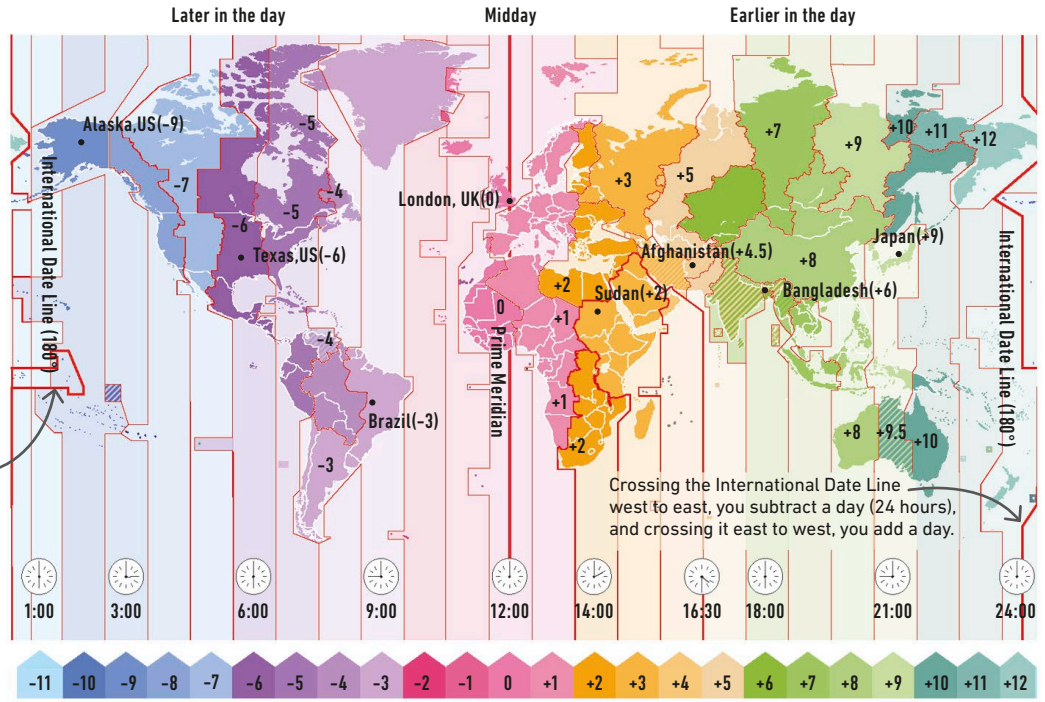 Later in the day
Midday
Earlier in the day
Alaska,US(-9)
-7
-5
-4
-5
-6
Texas,US(-6)
-4
Brazil(-3)
-3
International Date Line (180°)
London, UK(0)
0
Prime Meridian
+1
+1
+2
+2
Sudan(+2)
+3
+5
Afghanistan(+4.5)
+7
+8
Bangladesh(+6)
+9
Japan(+9)
+10
+11
+12
+8
+9.5
+10
International Date Line (180°)
Crossing the International Date Line
west to east, you subtract a day (24 hours),
and crossing it east to west, you add a day.
1:00 3:00 6:00 9:00 12:00 14:00 16:30 18:00 21:00 24:00
-11 -10 -9 -8 -7 -6 -5 -4 -3 -2 -1 0 +1 +2 +3 +4 +5 +6 +7 +8 +9 +10 +11 +12